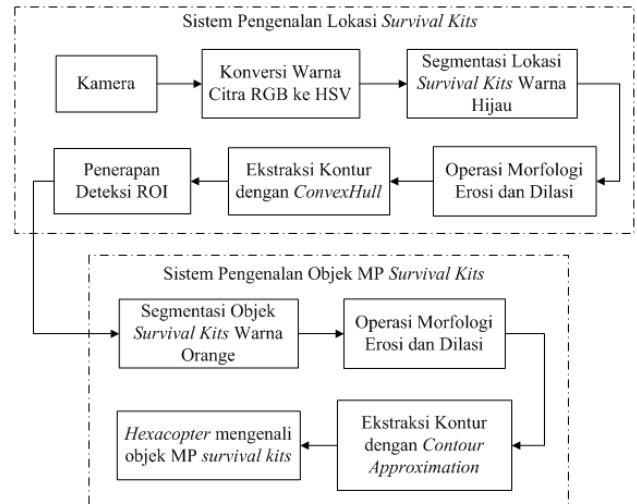 Sistem Pengenalan Lokasi Survival Kits
Kamera
Konversi Warna
Citra RGB ke HSV
Segmentasi Lokasi
Survival Kits Warna
Hijau
Penerapan
Deteksi ROI
Ekstraksi Kontur
dengan ConvexHull
Operasi Morfologi
Erosi dan Dilasi
Sistem Pengenalan Objek MP Survival Kits
Segmentasi Objek
Survival Kits Warna
Orange
Operasi Morfologi
Erosi dan Dilasi
Hexacopter mengenali
objek MP survival kits
Ekstraksi Kontur
dengan Contour
Approximation